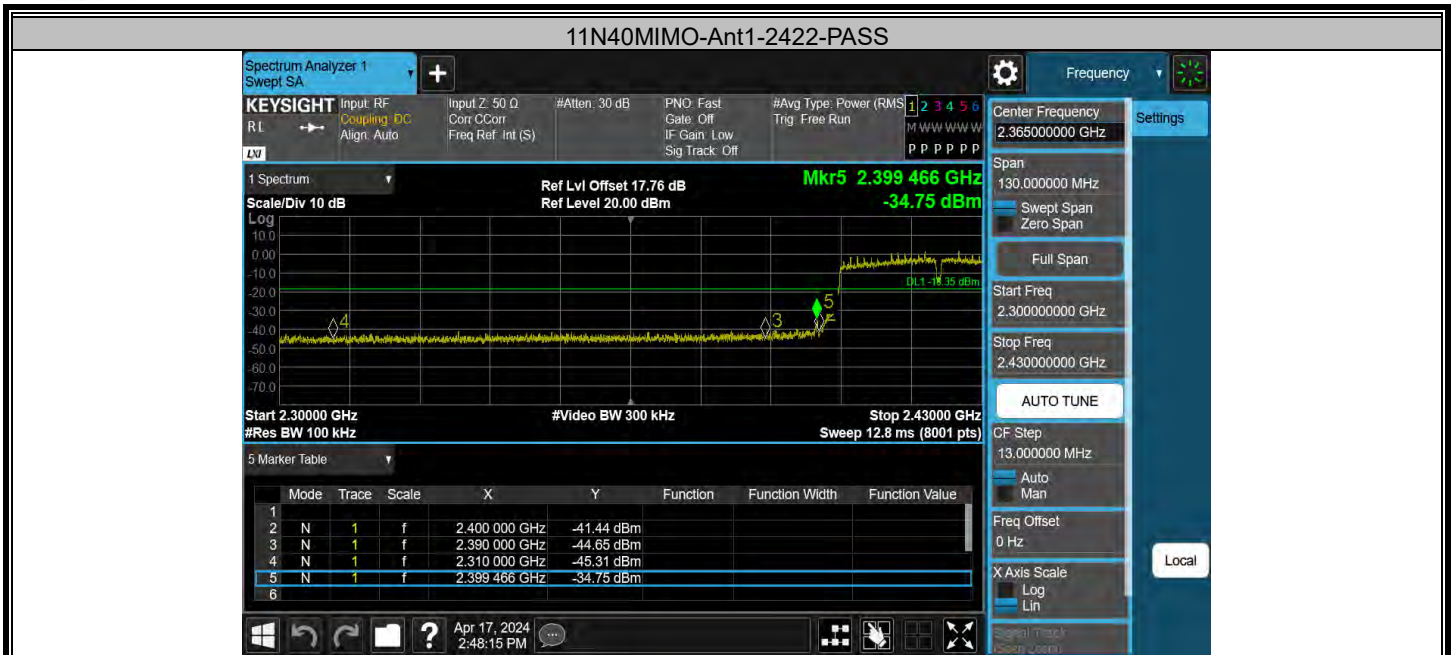 11N40MIMO-Ant1-2422-PASS
Spectrum Analyzer 1
Swept SA
+
Frequency
KEYSIGHT
RL
LXI
Input: RF
Coupling: DC
Align: Auto
Input Z: 50 Ω
Corr CCorr
Freq Ref: Int (S)
#Atten: 30 dB
PNO: Fast
Gate: Off
IF Gain: Low
Sig Track: Off
#Avg Type: Power (RMS
Trig: Free Run
1 2 3 4 5 6
M W W W W W
P P P P P P
1 Spectrum
Scale/Div 10 dB
Ref Lvl Offset 17.76 dB
Ref Level 20.00 dBm
Mkr5 2.399 466 GHz
-34.75 dBm
Log
10.0
0.00
-10.0
-20.0
-30.0
-40.0
-50.0
-60.0
-70.0
4
3
5
Start 2.30000 GHz
#Res BW 100 kHz
#Video BW 300 kHz
Stop 2.43000 GHz
Sweep 12.8 ms (8001 pts)
5 Marker Table
Mode Trace Scale X Y Function Function Width Function Value
1
2 N 1 f 2.400 000 GHz -41.44 dBm
3 N 1 f 2.390 000 GHz -44.65 dBm
4 N 1 f 2.310 000 GHz -45.31 dBm
5 N 1 f 2.399 466 GHz -34.75 dBm
6
Apr 17, 2024
2:48:15 PM
?
Center Frequency
2.365000000 GHz
Settings
Span
130.000000 MHz
Swept Span
Zero Span
Full Span
Start Freq
2.300000000 GHz
Stop Freq
2.430000000 GHz
AUTO TUNE
CF Step
13.000000 MHz
Auto
Man
Freq Offset
0 Hz
X Axis Scale
Log
Lin
Local
Signal Track
(Span Zoom)